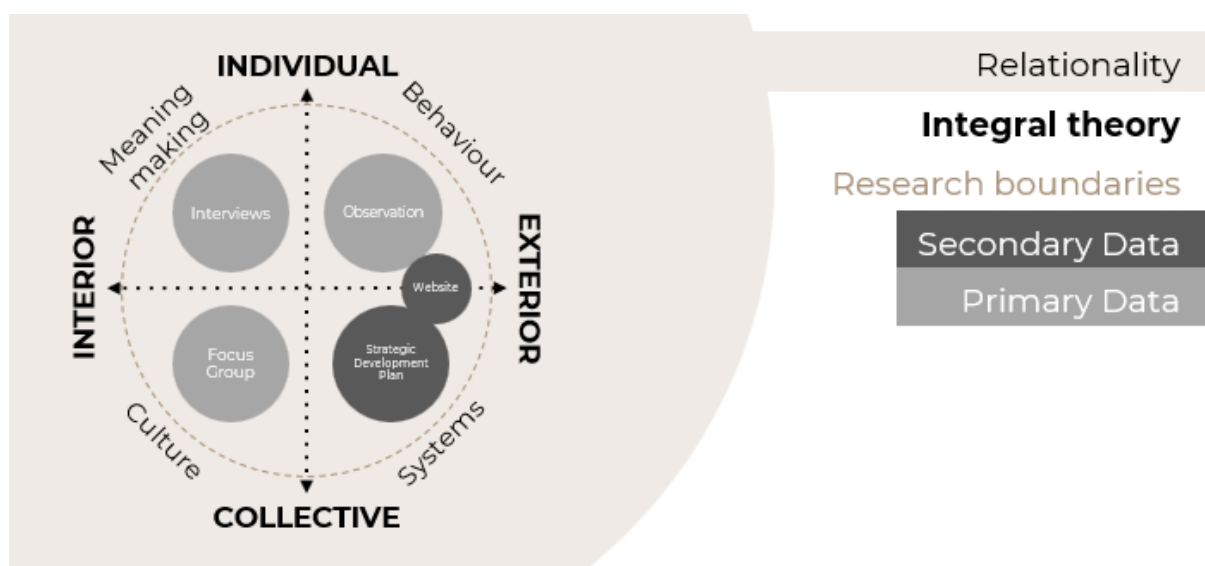 INDIVIDUAL
Meaning
making
Behaviour
Interviews
Observation
INTERIOR
EXTERIOR
Website
Focus
Group
Strategic
Development
Plan
Culture
Systems
COLLECTIVE
Relationality
Integral theory
Research boundaries
Secondary Data
Primary Data